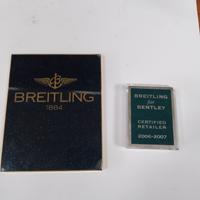 BREITLING
1884
BREITLING
for
BENTLEY
CERTIFIED
RETAILER
2006-2007